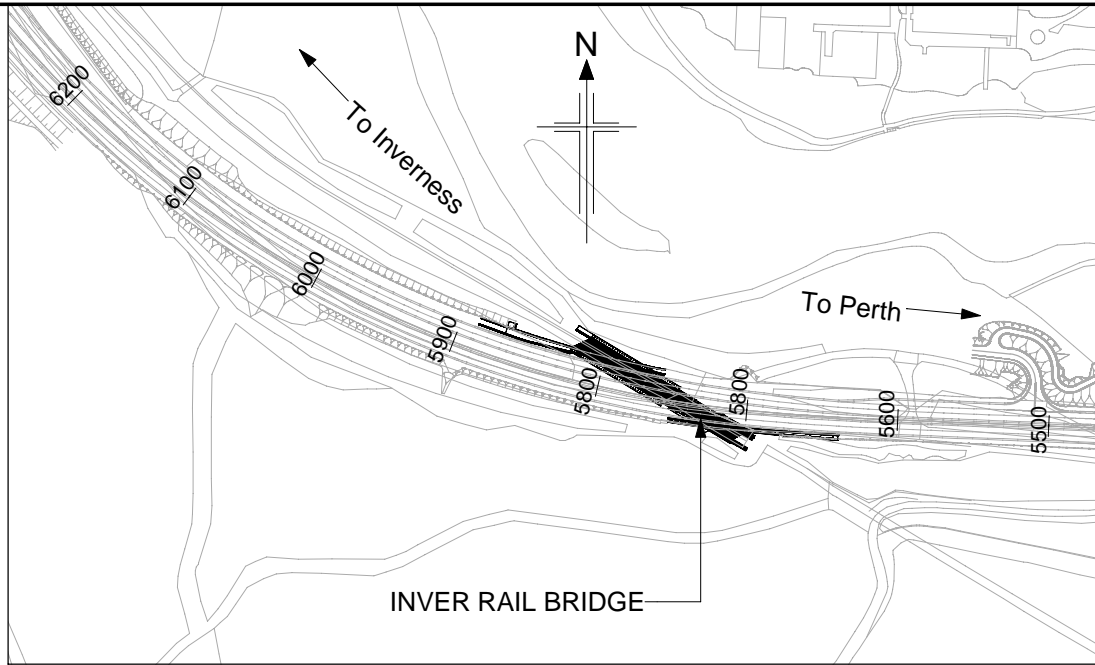 N
6200
To Inverness
6100
6000
To Perth
5900
5800
5800
5600
5500
INVER RAIL BRIDGE